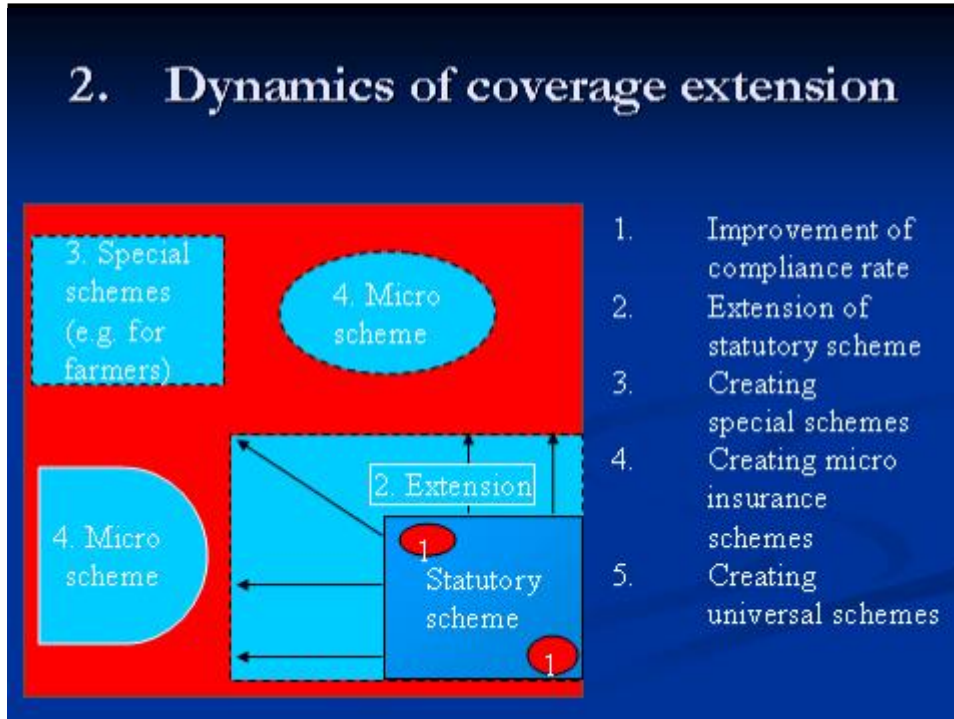 2. Dynamics of coverage extension
3. Special
schemes
(e.g. for
farmers)
4. Micro
scheme
2. Extension
4. Micro
scheme
1
Statutory
scheme
1
1. Improvement of
compliance rate
2. Extension of
statutory scheme
3. Creating
special schemes
4. Creating micro
insurance
schemes
5. Creating
universal schemes